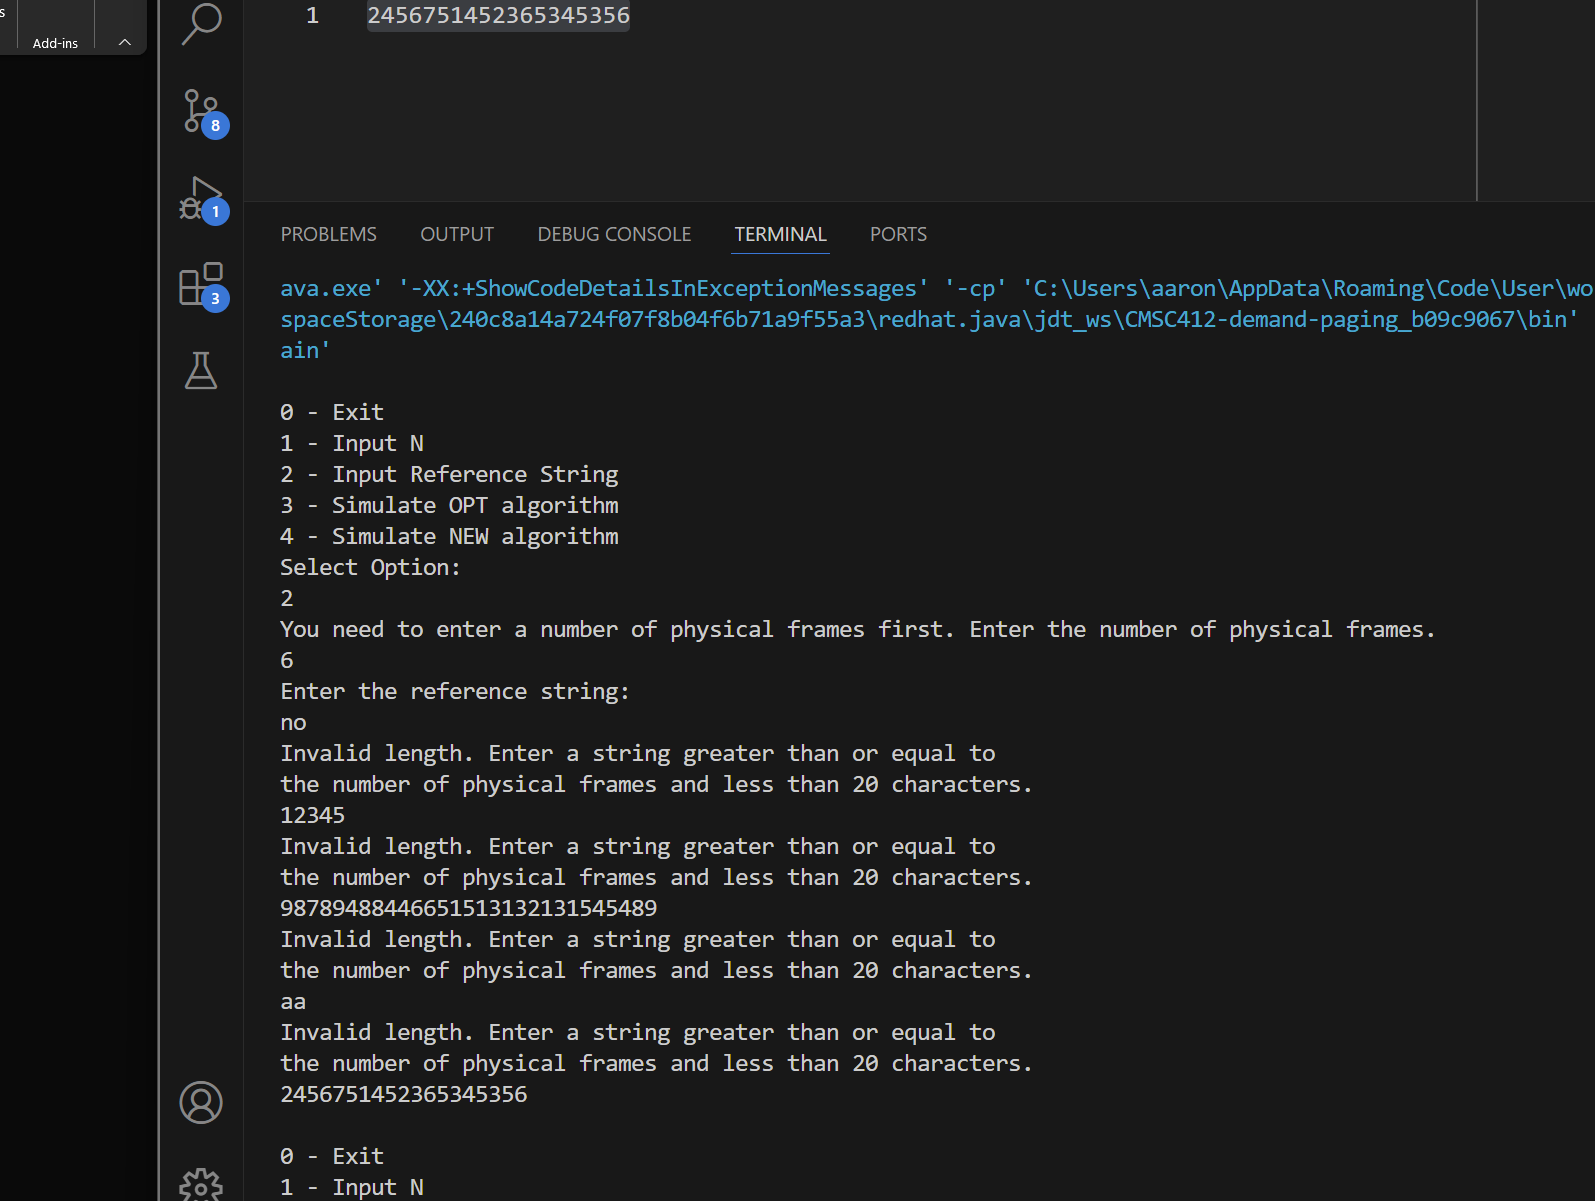 s
Add-ins
1 2456751452365345356
8
1
3
PROBLEMS OUTPUT DEBUG CONSOLE TERMINAL PORTS
ava.exe' '-XX:+ShowCodeDetailsInExceptionMessages' '-cp' 'C:\Users\aaron\AppData\Roaming\Code\User\wo
spaceStorage\240c8a14a724f07f8b04f6b71a9f55a3\redhat.java\jdt_ws\CMSC412-demand-paging_b09c9067\bin'
ain'
0 - Exit
1 - Input N
2 - Input Reference String
3 - Simulate OPT algorithm
4 - Simulate NEW algorithm
Select Option:
2
You need to enter a number of physical frames first. Enter the number of physical frames.
6
Enter the reference string:
no
Invalid length. Enter a string greater than or equal to
the number of physical frames and less than 20 characters.
12345
Invalid length. Enter a string greater than or equal to
the number of physical frames and less than 20 characters.
98789488446651513132131545489
Invalid length. Enter a string greater than or equal to
the number of physical frames and less than 20 characters.
aa
Invalid length. Enter a string greater than or equal to
the number of physical frames and less than 20 characters.
2456751452365345356
0 - Exit
1 - Input N